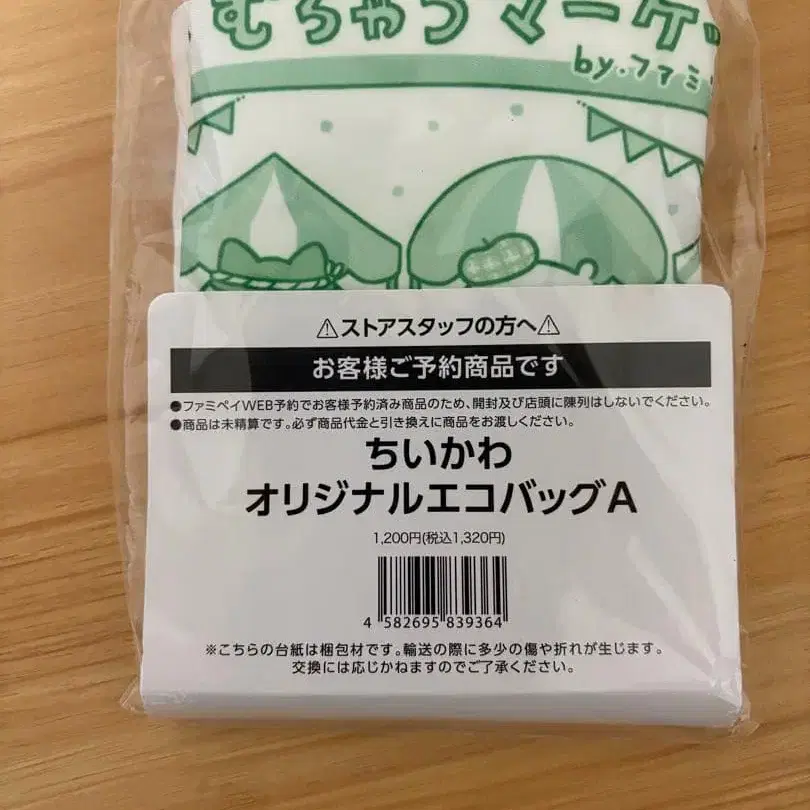 むちゃうマーケ
by.ファミ
⚠ストアスタッフの方へ⚠
お客様ご予約商品です
●ファミペイWEB予約でお客様予約済み商品のため、開封及び店頭に陳列はしないでください。
●商品は未精算です。必ず商品代金と引き換えに商品をお渡しください。
ちいかわ
オリジナルエコバッグA
1,200円(税込1,320円)
4 582695 839364
※こちらの台紙は梱包材です。輸送の際に多少の傷や折れが生じます。
交換には応じかねますのでご了承ください。